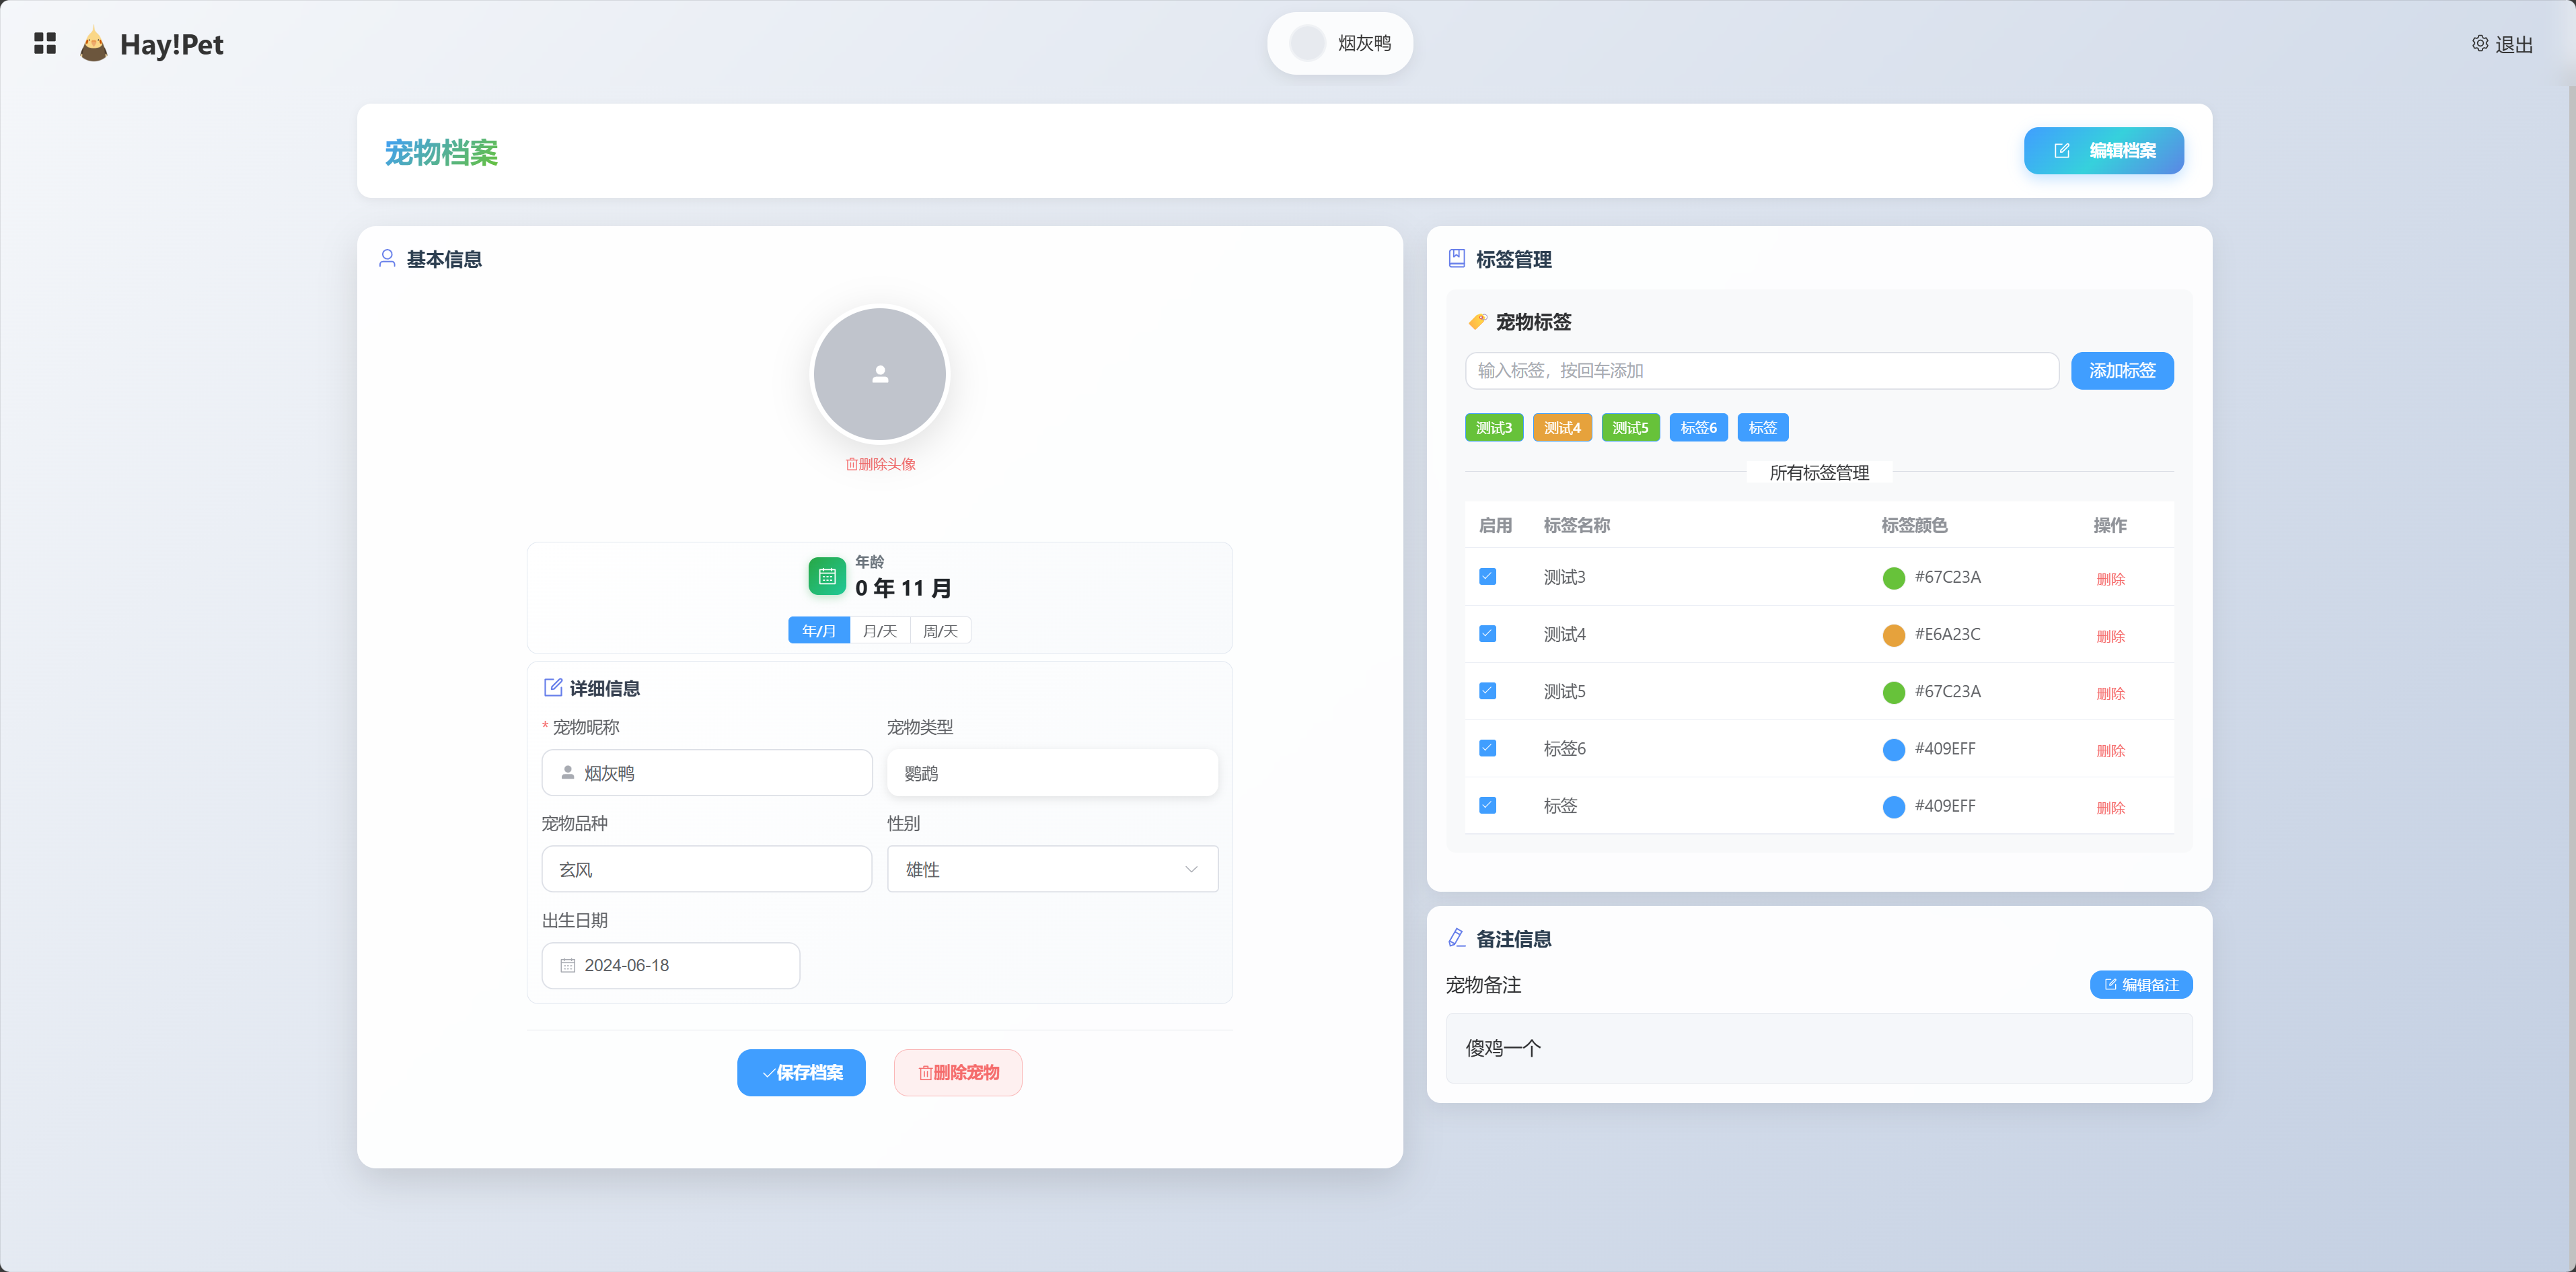 Hay!Pet
烟灰鸭
退出
宠物档案
编辑档案
基本信息
删除头像
年龄
0 年 11 月
年/月 月/天 周/天
详细信息
* 宠物昵称 宠物类型
烟灰鸭 鹦鹉
宠物品种 性别
玄风 雄性
出生日期
2024-06-18
保存档案 删除宠物
标签管理
宠物标签
输入标签，按回车添加 添加标签
测试3 测试4 测试5 标签6 标签
所有标签管理
启用 标签名称 标签颜色 操作
测试3 #67C23A 删除
测试4 #E6A23C 删除
测试5 #67C23A 删除
标签6 #409EFF 删除
标签 #409EFF 删除
备注信息
宠物备注 编辑备注
傻鸡一个